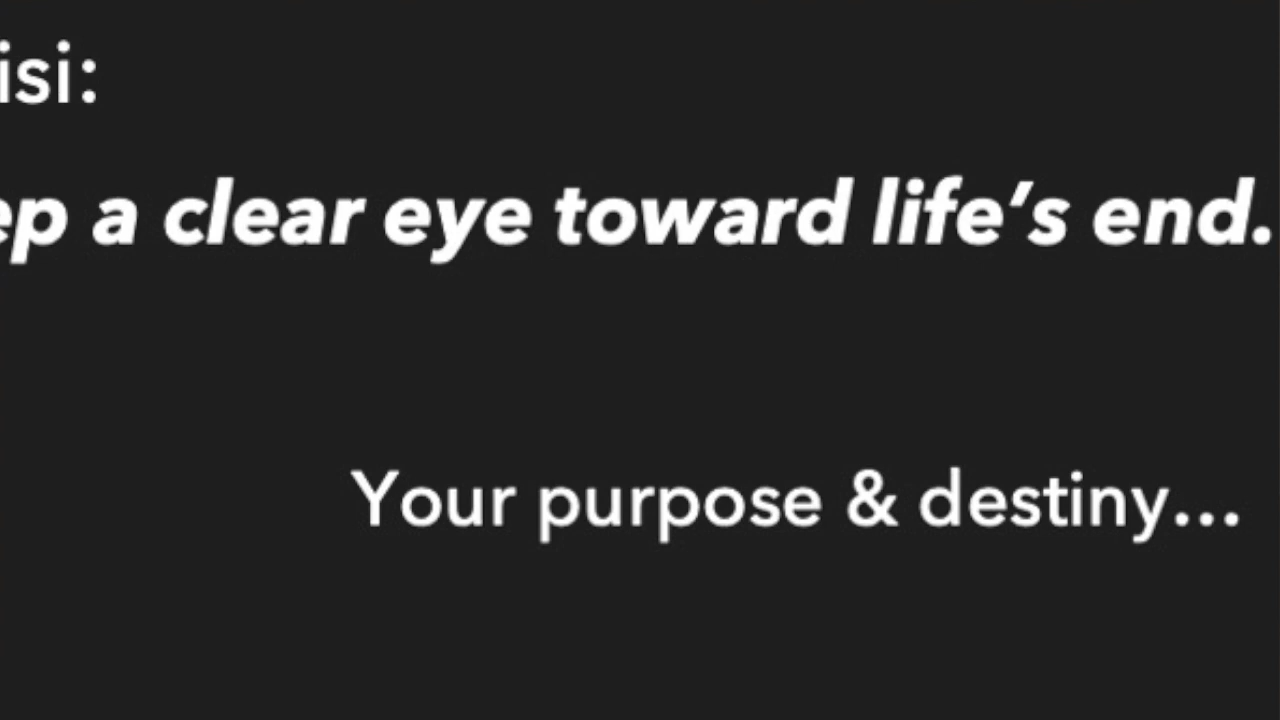 isi:
ep a clear eye toward life’s end.
Your purpose & destiny…